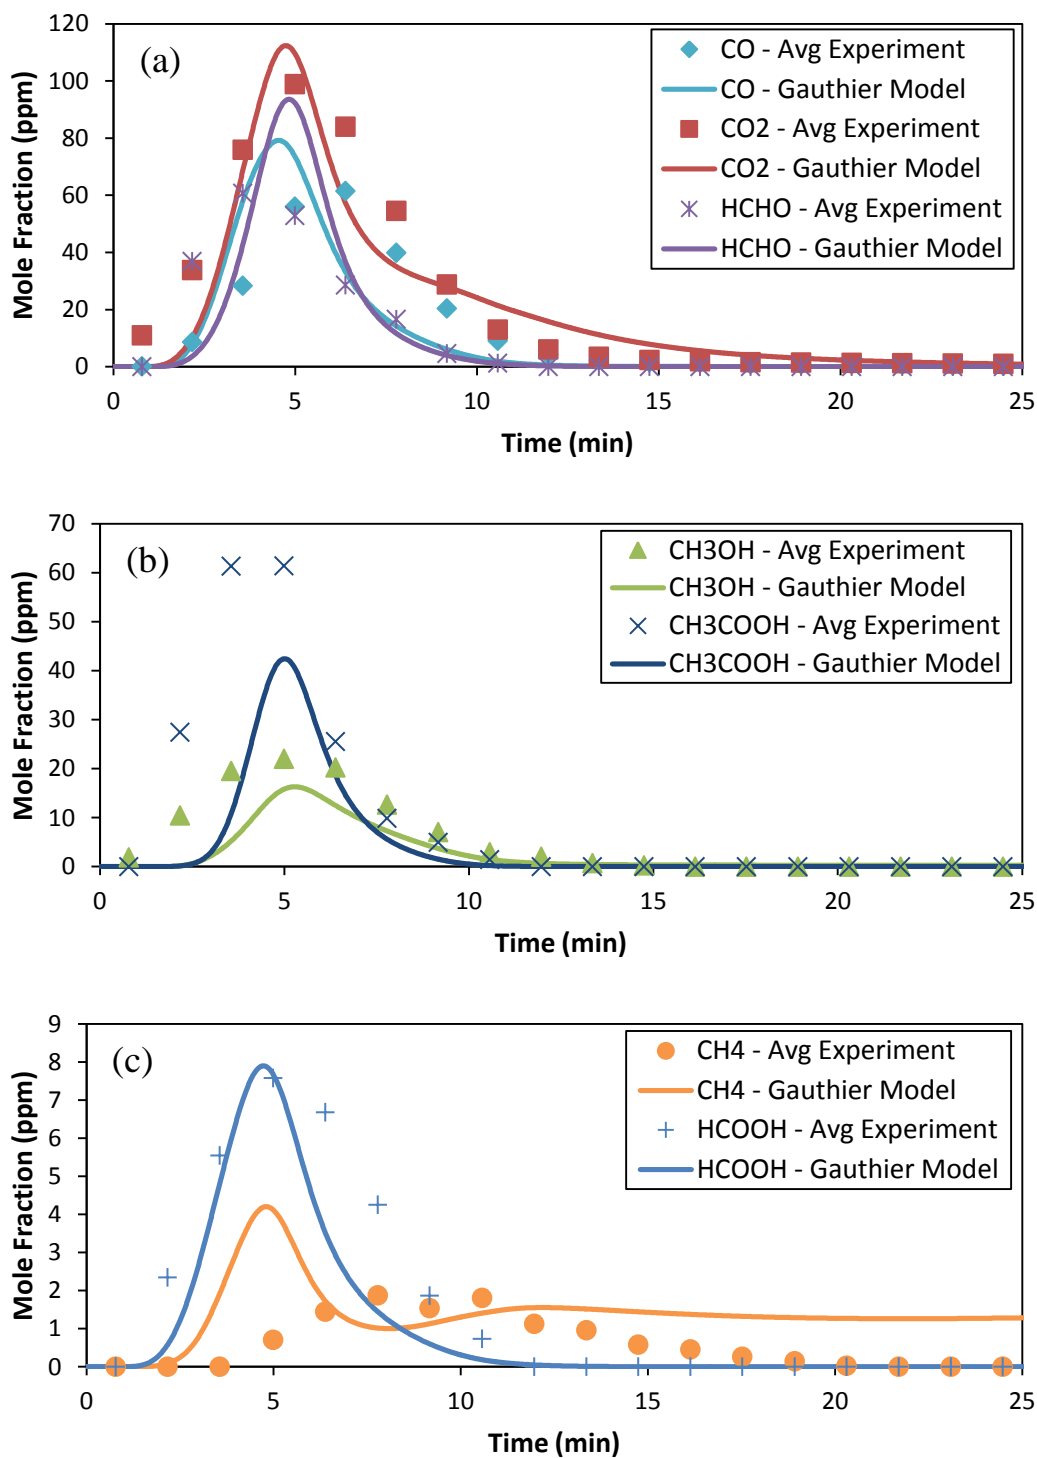 (a)
120
100
80
60
40
20
0
Mole Fraction (ppm)
CO - Avg Experiment
CO - Gauthier Model
CO2 - Avg Experiment
CO2 - Gauthier Model
HCHO - Avg Experiment
HCHO - Gauthier Model
0 5 10 15 20 25
Time (min)
(b)
70
60
50
40
30
20
10
0
Mole Fraction (ppm)
CH3OH - Avg Experiment
CH3OH - Gauthier Model
CH3COOH - Avg Experiment
CH3COOH - Gauthier Model
0 5 10 15 20 25
Time (min)
(c)
9
8
7
6
5
4
3
2
1
0
Mole Fraction (ppm)
CH4 - Avg Experiment
CH4 - Gauthier Model
HCOOH - Avg Experiment
HCOOH - Gauthier Model
0 5 10 15 20 25
Time (min)